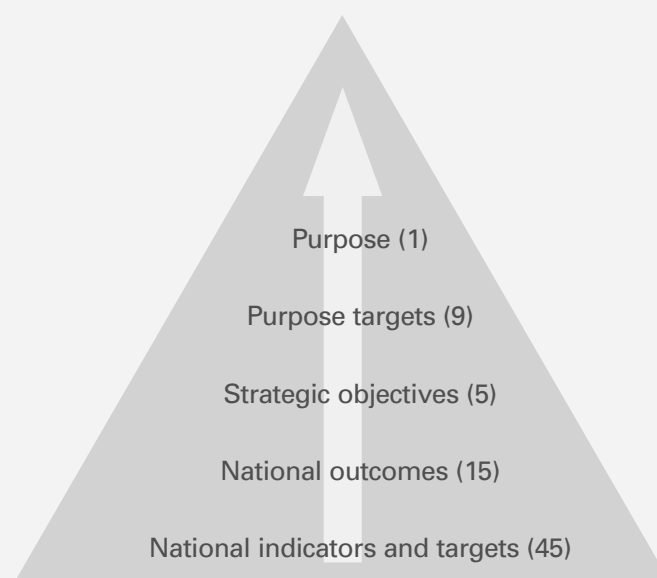 Purpose (1)
Purpose targets (9)
Strategic objectives (5)
National outcomes (15)
National indicators and targets (45)